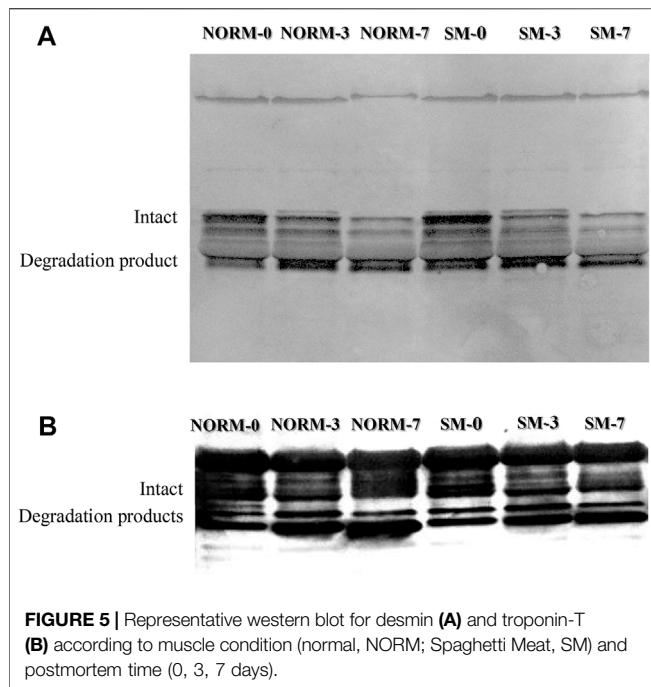 A
NORM-0 NORM-3 NORM-7 SM-0 SM-3 SM-7
Intact
Degradation product
B
NORM-0 NORM-3 NORM-7 SM-0 SM-3 SM-7
Intact
Degradation products
FIGURE 5 | Representative western blot for desmin (A) and troponin-T
(B) according to muscle condition (normal, NORM; Spaghetti Meat, SM) and
postmortem time (0, 3, 7 days).